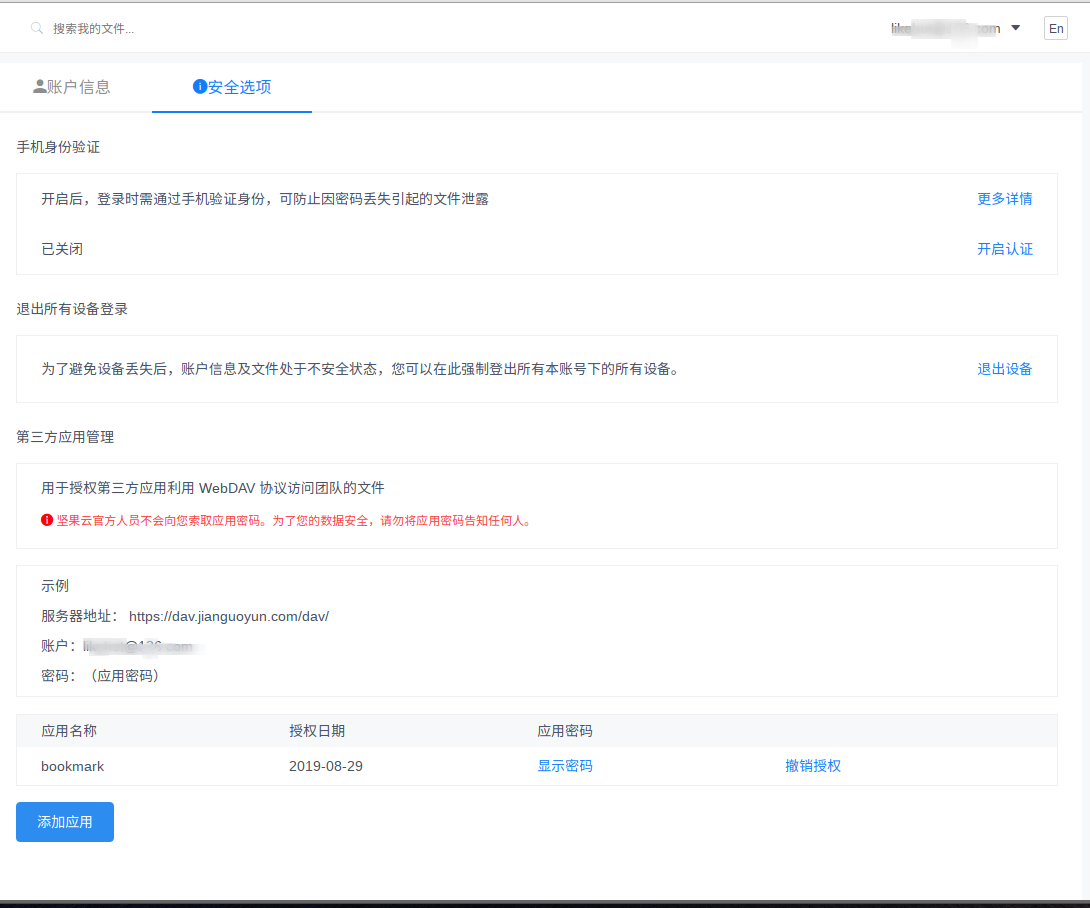 搜索我的文件...
En
账户信息
安全选项
手机身份验证
开启后，登录时需通过手机验证身份，可防止因密码丢失引起的文件泄露
更多详情
已关闭
开启认证
退出所有设备登录
为了避免设备丢失后，账户信息及文件处于不安全状态，您可以在此强制登出所有本账号下的所有设备。
退出设备
第三方应用管理
用于授权第三方应用利用 WebDAV 协议访问团队的文件
坚果云官方人员不会向您索取应用密码。为了您的数据安全，请勿将应用密码告知任何人。
示例
服务器地址： https://dav.jianguoyun.com/dav/
账户：
密码：（应用密码）
应用名称 授权日期 应用密码
bookmark 2019-08-29 显示密码 撤销授权
添加应用